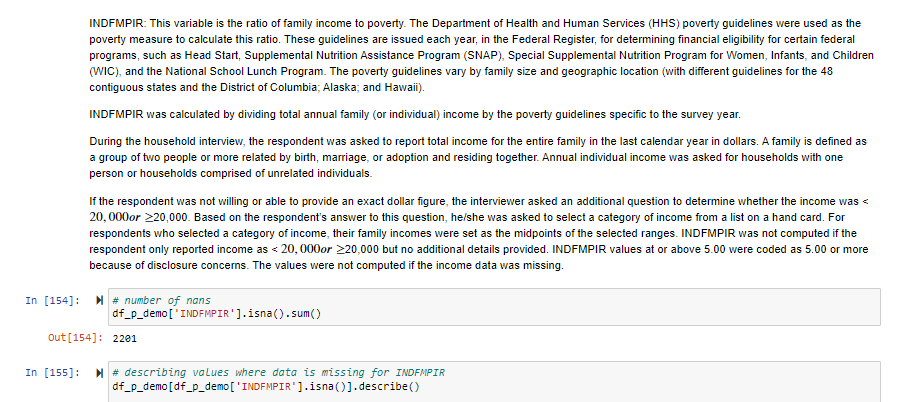 INDFMPIR: This variable is the ratio of family income to poverty. The Department of Health and Human Services (HHS) poverty guidelines were used as the
poverty measure to calculate this ratio. These guidelines are issued each year, in the Federal Register, for determining financial eligibility for certain federal
programs, such as Head Start, Supplemental Nutrition Assistance Program (SNAP), Special Supplemental Nutrition Program for Women, Infants, and Children
(WIC), and the National School Lunch Program. The poverty guidelines vary by family size and geographic location (with different guidelines for the 48
contiguous states and the District of Columbia; Alaska; and Hawaii).
INDFMPIR was calculated by dividing total annual family (or individual) income by the poverty guidelines specific to the survey year.
During the household interview, the respondent was asked to report total income for the entire family in the last calendar year in dollars. A family is defined as
a group of two people or more related by birth, marriage, or adoption and residing together. Annual individual income was asked for households with one
person or households comprised of unrelated individuals.
If the respondent was not willing or able to provide an exact dollar figure, the interviewer asked an additional question to determine whether the income was <
20, 000or ≥20,000. Based on the respondent's answer to this question, he/she was asked to select a category of income from a list on a hand card. For
respondents who selected a category of income, their family incomes were set as the midpoints of the selected ranges. INDFMPIR was not computed if the
respondent only reported income as < 20, 000or ≥20,000 but no additional details provided. INDFMPIR values at or above 5.00 were coded as 5.00 or more
because of disclosure concerns. The values were not computed if the income data was missing.
In [154]: # number of nans
df_p_demo['INDFMPIR'].isna().sum()
Out[154]: 2201
In [155]: # describing values where data is missing for INDFMPIR
df_p_demo[df_p_demo['INDFMPIR'].isna()].describe()